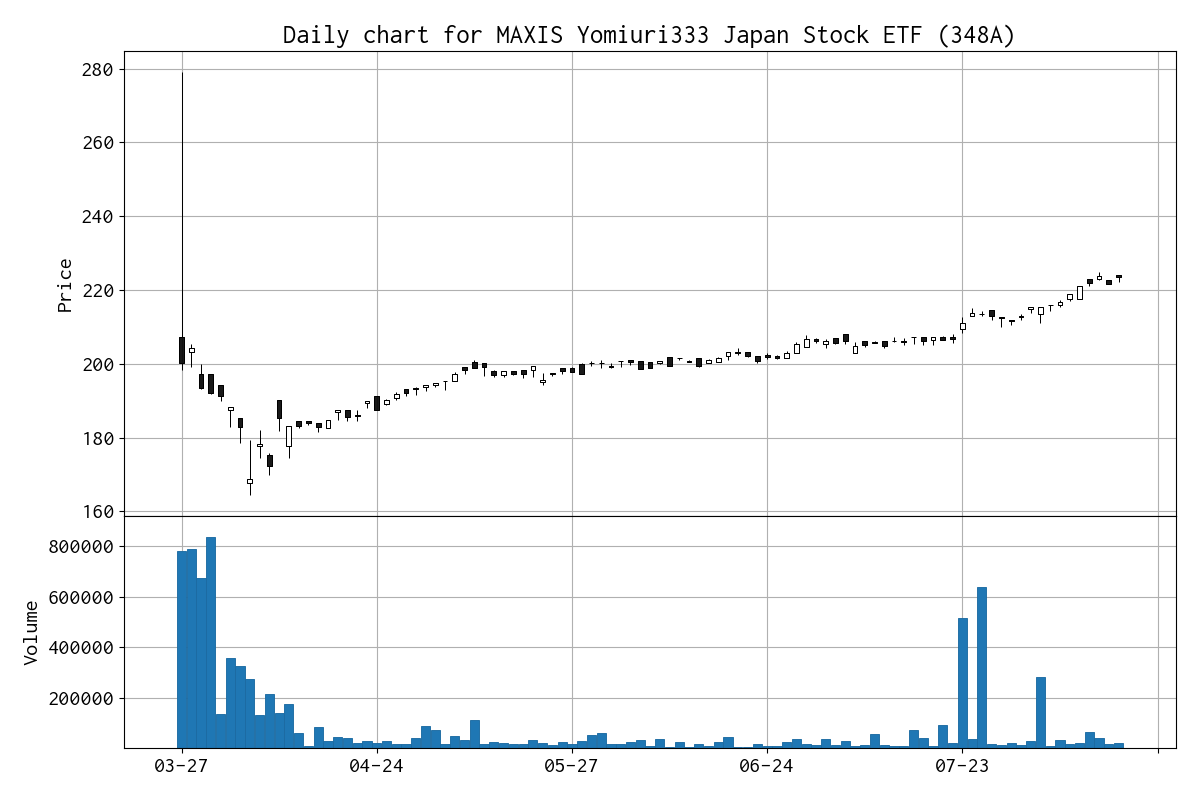 Daily chart for MAXIS Yomiuri333 Japan Stock ETF (348A)
280
260
240
220
200
180
160
Price
800000
600000
400000
200000
Volume
03-27 04-24 05-27 06-24 07-23